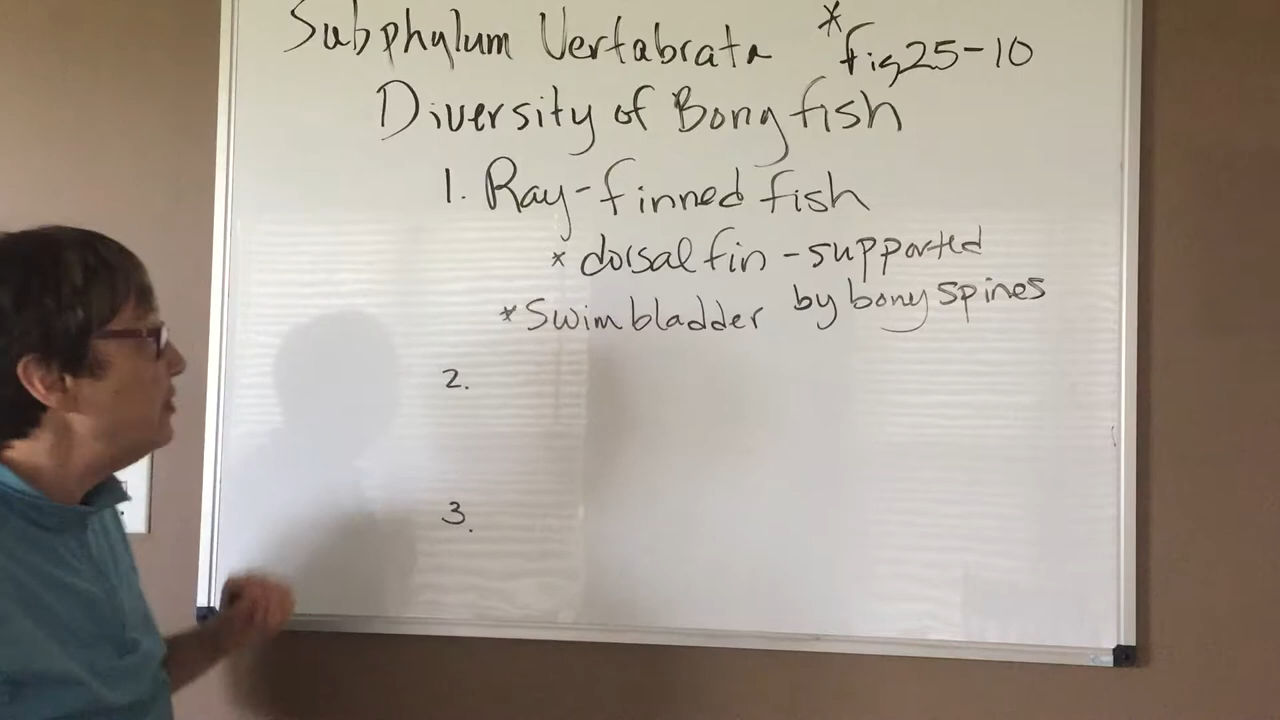 Subphylum Vertabrata *fig 25-10
Diversity of Bony fish
1. Ray-finned fish
* dorsal fin - supported
by bony spines
* Swim bladder
2.
3.